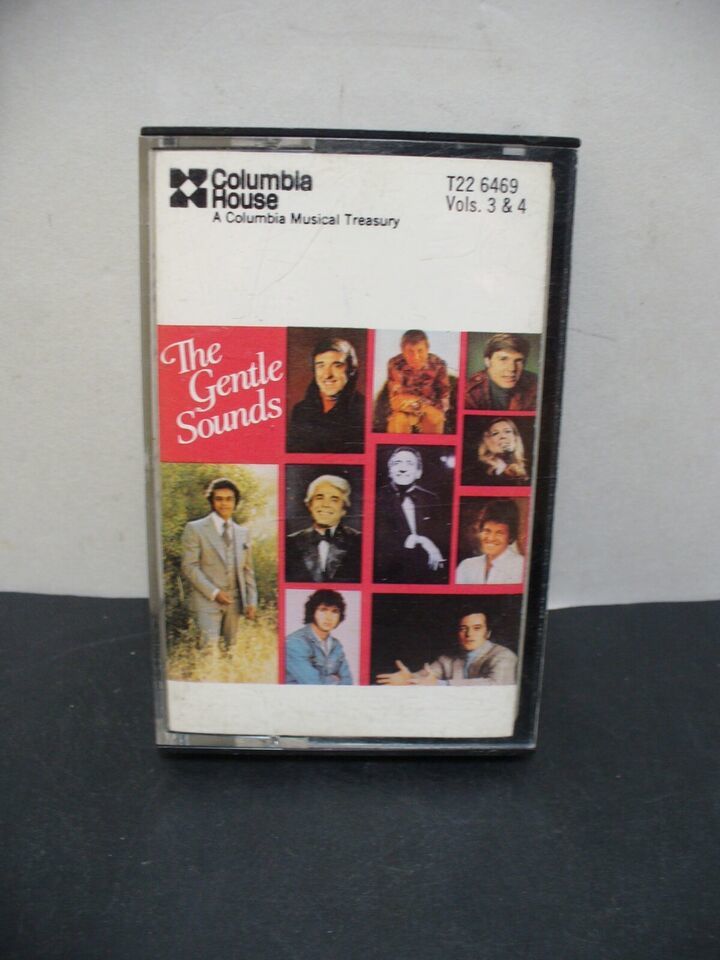 Columbia
House
A Columbia Musical Treasury
T22 6469
Vols. 3 & 4
The
Gentle
Sounds